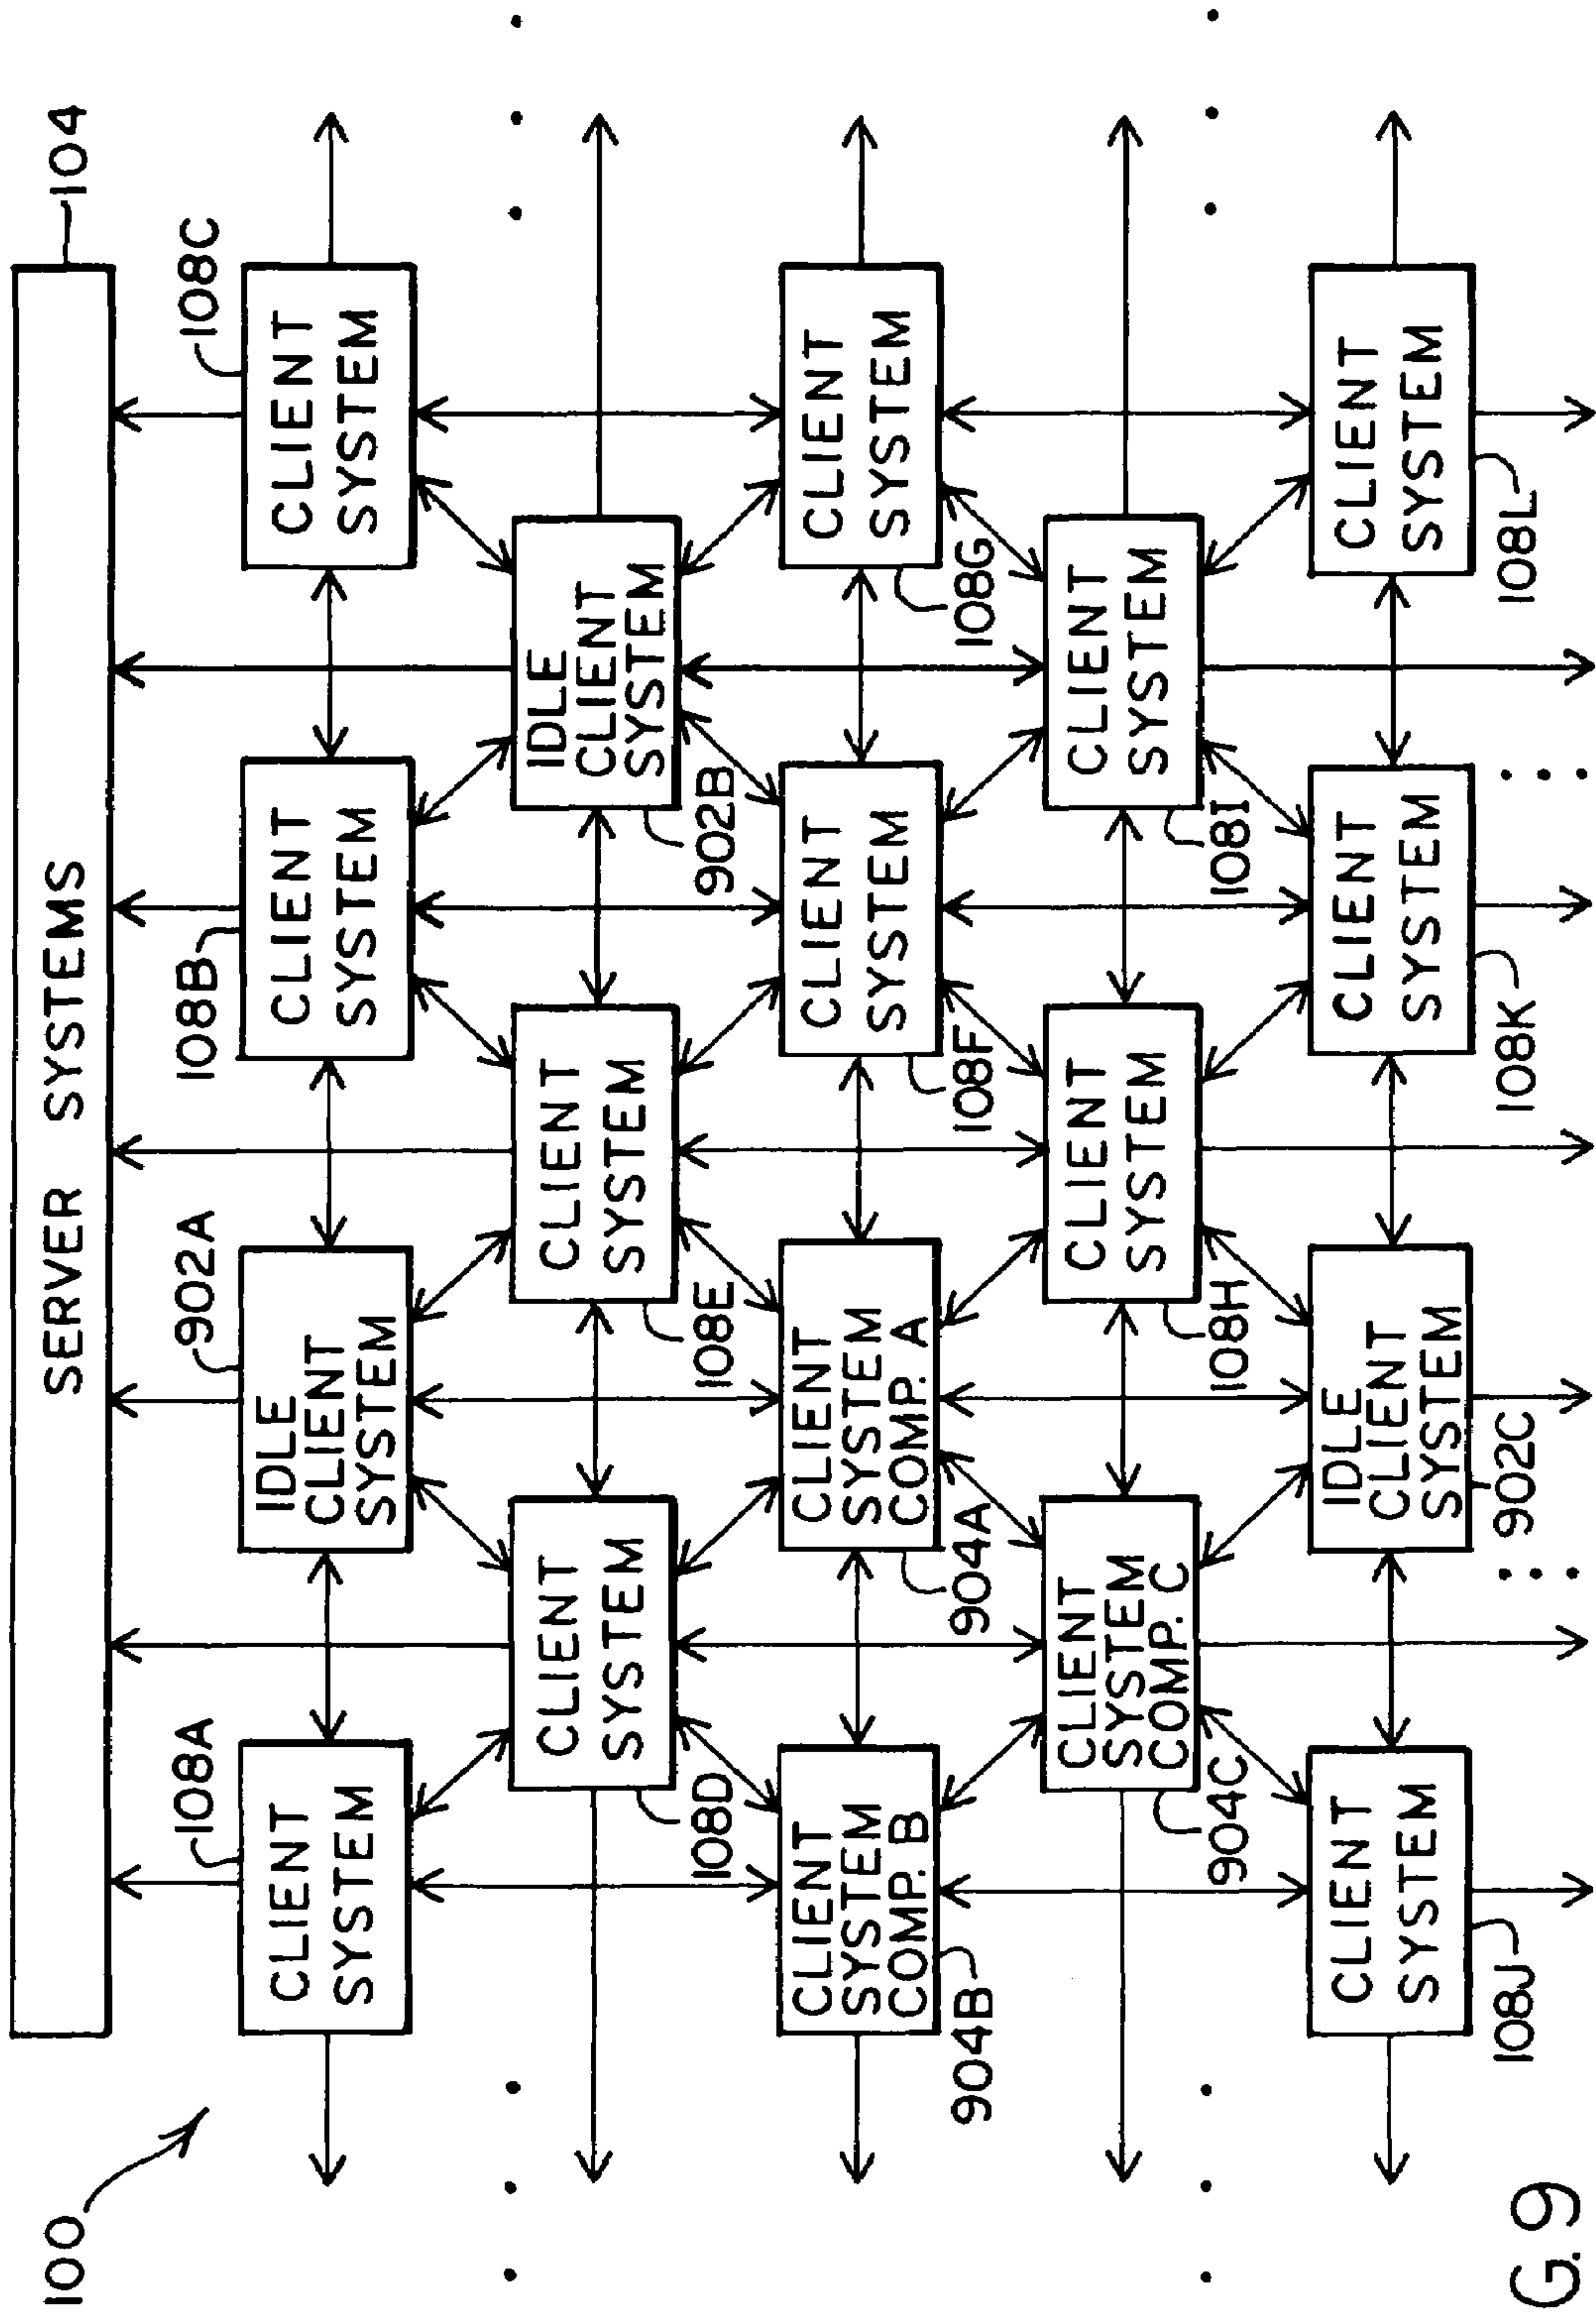 100
SERVER SYSTEMS
104
108A
902A
108B
108C
CLIENT
SYSTEM
IDLE
CLIENT
SYSTEM
CLIENT
SYSTEM
CLIENT
SYSTEM
CLIENT
SYSTEM
CLIENT
SYSTEM
IDLE
CLIENT
SYSTEM
108D
108E
902B
CLIENT
SYSTEM
COMP. B
CLIENT
SYSTEM
COMP. A
CLIENT
SYSTEM
CLIENT
SYSTEM
904B
904A
108F
108G
CLIENT
SYSTEM
COMP. C
CLIENT
SYSTEM
CLIENT
SYSTEM
904C
108H
108I
CLIENT
SYSTEM
IDLE
CLIENT
SYSTEM
CLIENT
SYSTEM
CLIENT
SYSTEM
108J
902C
108K
108L
G. 9